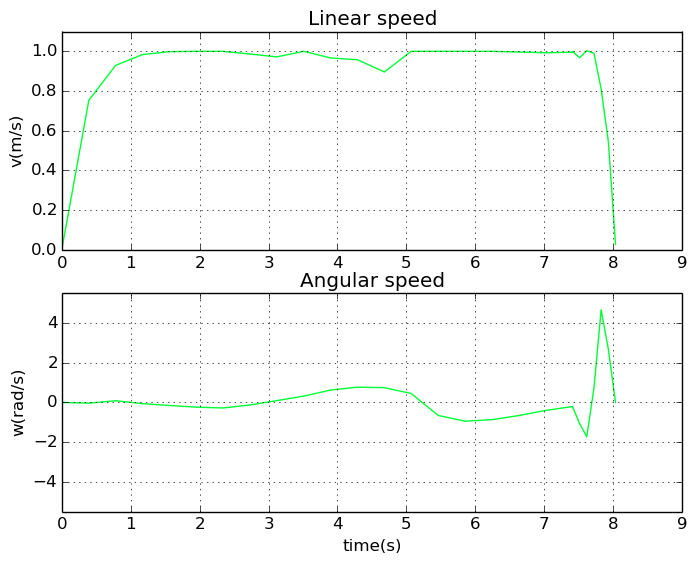 Linear speed
1.0
0.8
0.6
0.4
0.2
0.0
v(m/s)
0 1 2 3 4 5 6 7 8 9
Angular speed
4
2
0
−2
−4
w(rad/s)
0 1 2 3 4 5 6 7 8 9
time(s)